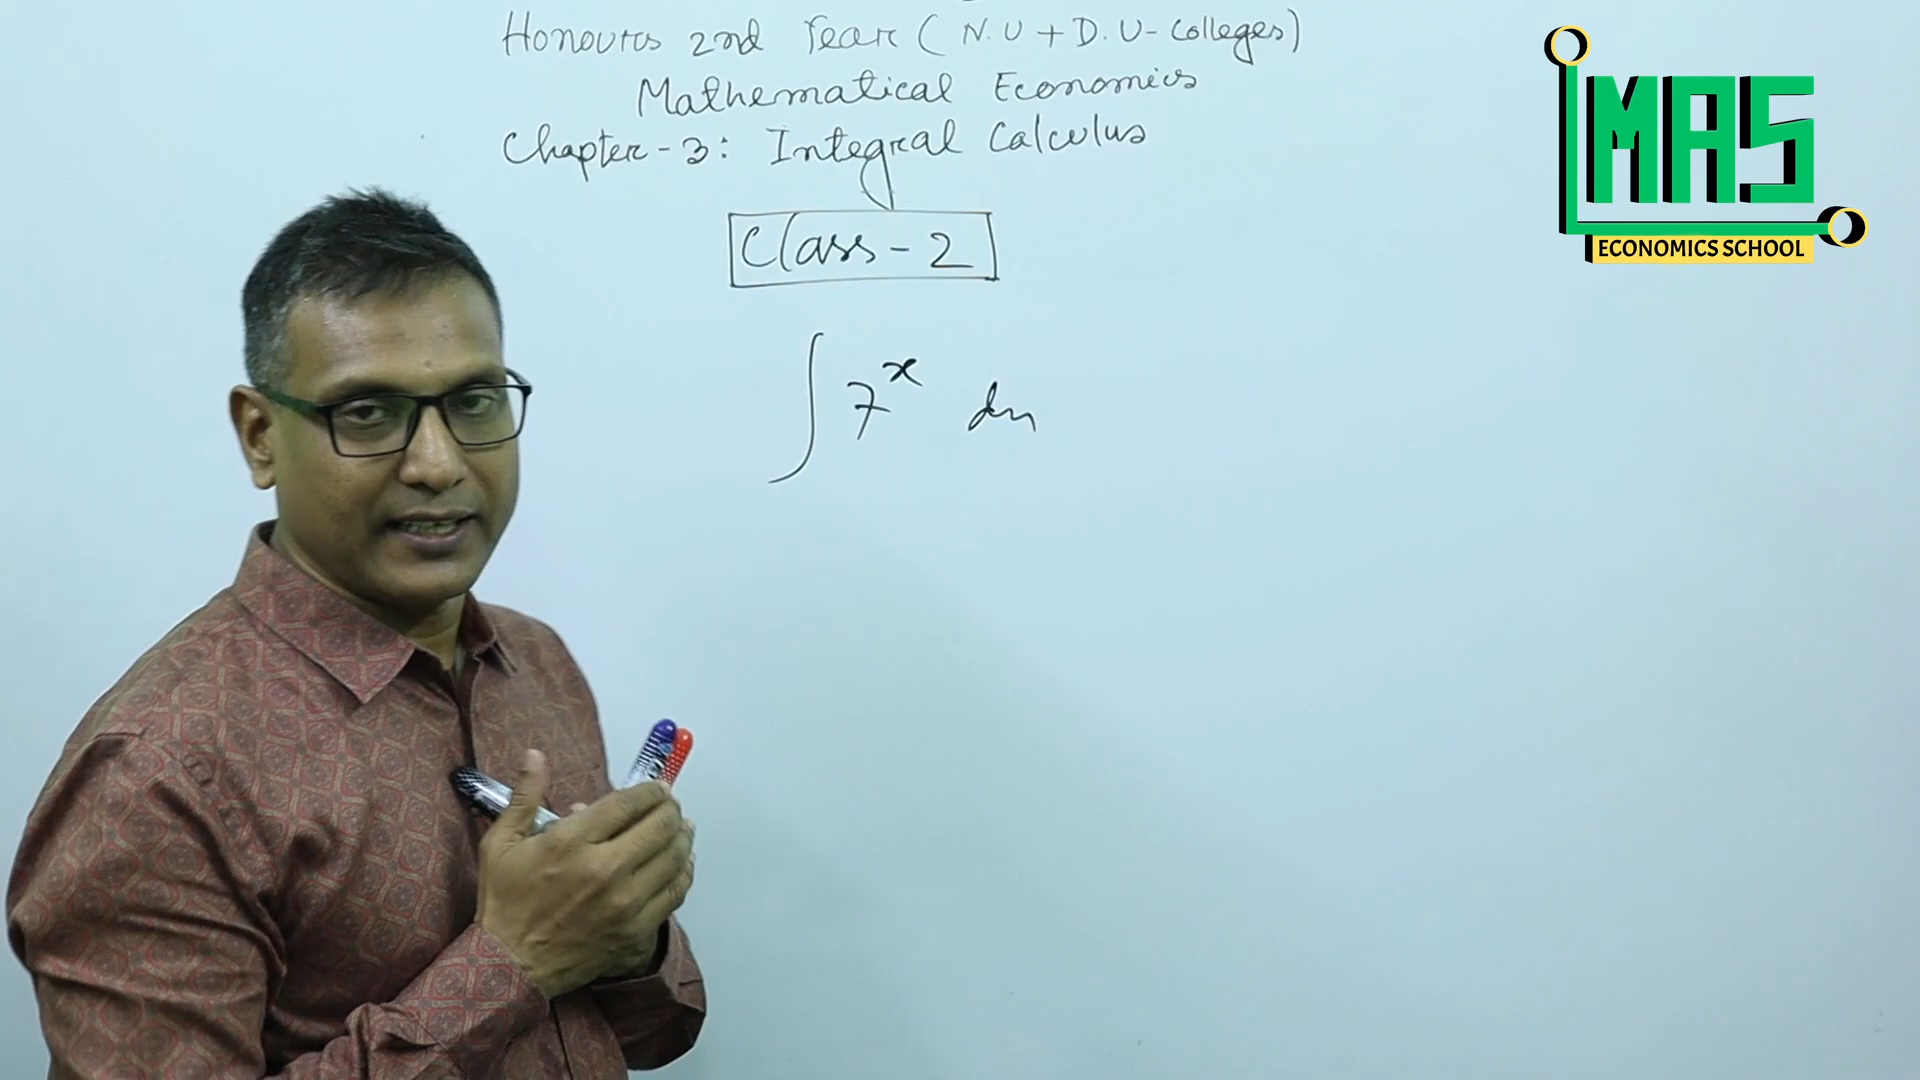 Honours 2nd Year (N.U + D.U - Colleges)
Mathematical Economics
Chapter - 3: Integral Calculus
Class - 2
∫ 7^x dx
MAS
ECONOMICS SCHOOL